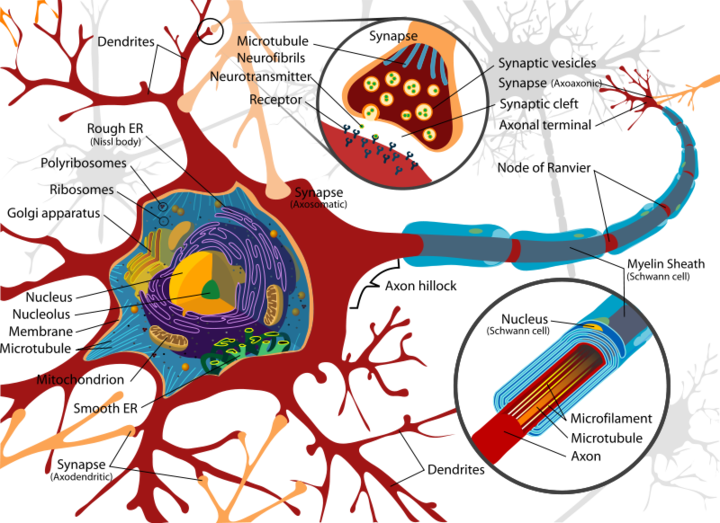 Dendrites
Microtubule
Neurofibrils
Neurotransmitter
Receptor
Synapse
Synaptic vesicles
Synapse (Axoaxonic)
Synaptic cleft
Axonal terminal
Rough ER
(Nissl body)
Polyribosomes
Ribosomes
Golgi apparatus
Synapse
(Axosomatic)
Node of Ranvier
Myelin Sheath
(Schwann cell)
Axon hillock
Nucleus
Nucleolus
Membrane
Microtubule
Mitochondrion
Smooth ER
Nucleus
(Schwann cell)
Microfilament
Microtubule
Axon
Synapse
(Axodendritic)
Dendrites